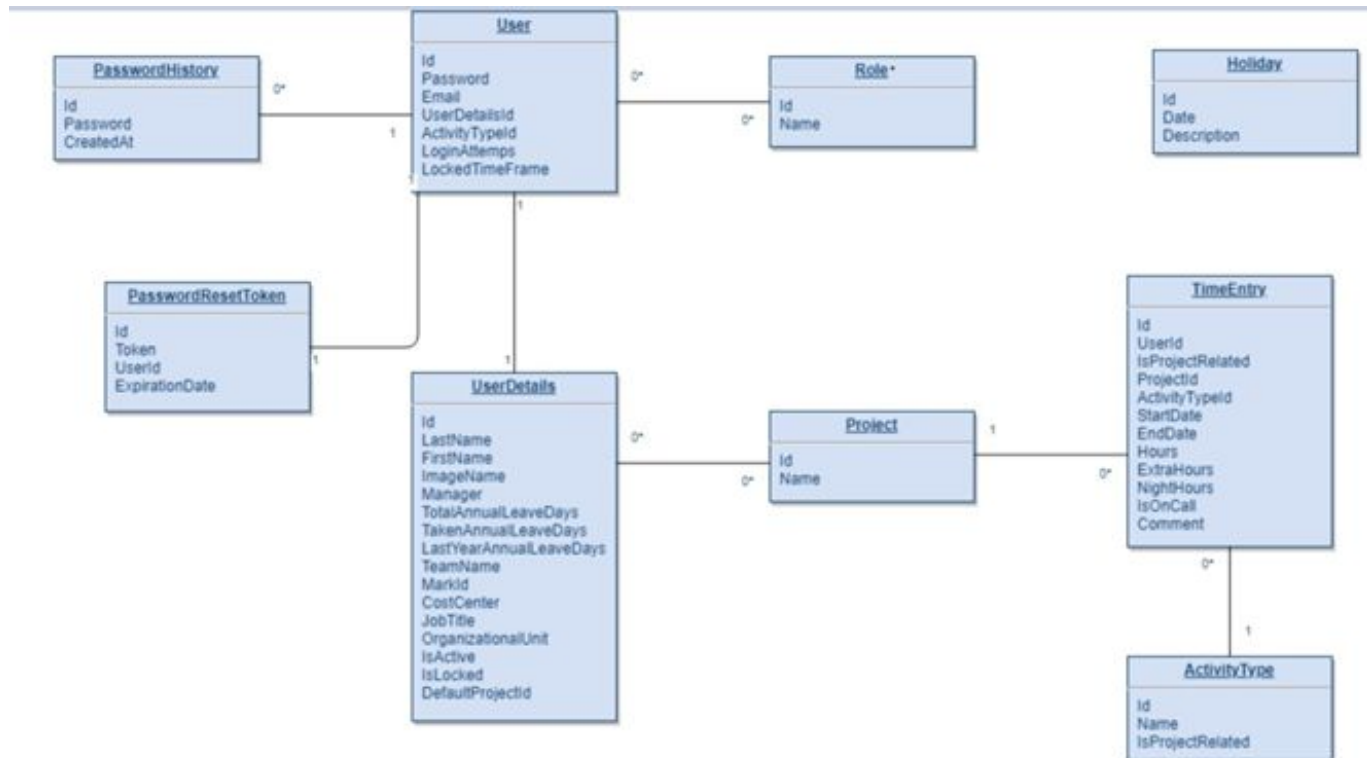 User
Id
Password
Email
UserDetailsId
ActivityTypeId
LoginAttemps
LockedTimeFrame
PasswordHistory
Id
Password
CreatedAt
0*
1
0*
0*
Role*
Id
Name
Holiday
Id
Date
Description
1
1
PasswordResetToken
Id
Token
UserId
ExpirationDate
1
1
UserDetails
Id
LastName
FirstName
ImageName
Manager
TotalAnnualLeaveDays
TakenAnnualLeaveDays
LastYearAnnualLeaveDays
TeamName
MarkId
CostCenter
JobTitle
OrganizationalUnit
IsActive
IsLocked
DefaultProjectId
0*
0*
Project
Id
Name
1
0*
TimeEntry
Id
UserId
IsProjectRelated
ProjectId
ActivityTypeId
StartDate
EndDate
Hours
ExtraHours
NightHours
IsOnCall
Comment
0*
1
ActivityType
Id
Name
IsProjectRelated